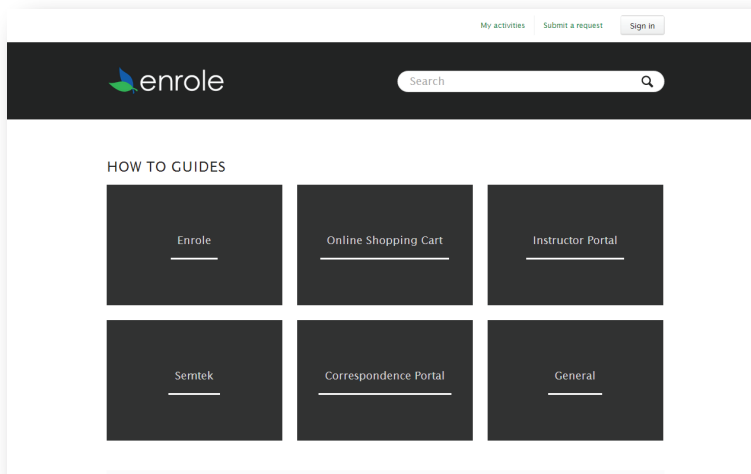 My activities Submit a request Sign in
enrole Search
HOW TO GUIDES
Enrole Online Shopping Cart Instructor Portal
Semtek Correspondence Portal General